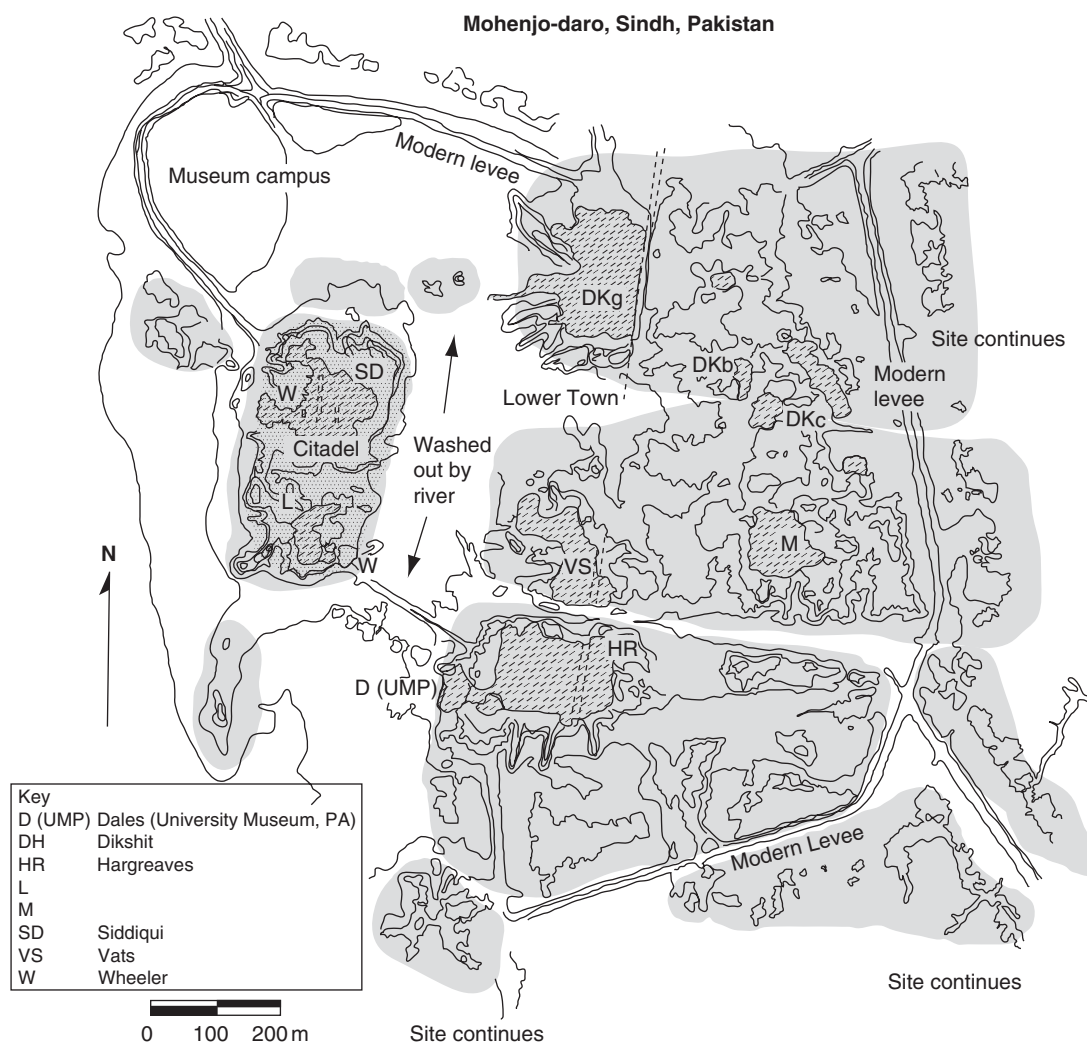 Mohenjo-daro, Sindh, Pakistan
Modern levee
Museum campus
DKg
Site continues
SD
DKb
Modern
levee
W
Lower Town
DKc
Citadel
Washed
out by
river
L
M
N
W
VS
HR
D (UMP)
Key
D (UMP) Dales (University Museum, PA)
DH Dikshit
HR Hargreaves
L
M
SD Siddiqui
VS Vats
W Wheeler
Modern Levee
Site continues
0 100 200 m
Site continues